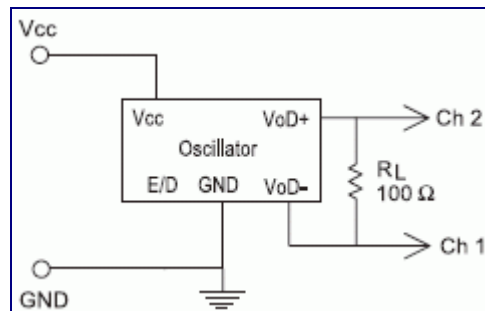 Vcc
Vcc VoD+
Ch 2
Oscillator
RL
100 Ω
E/D GND VoD-
Ch 1
GND